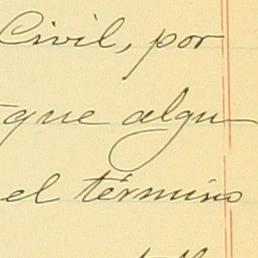 Civil, por
que algu
el término